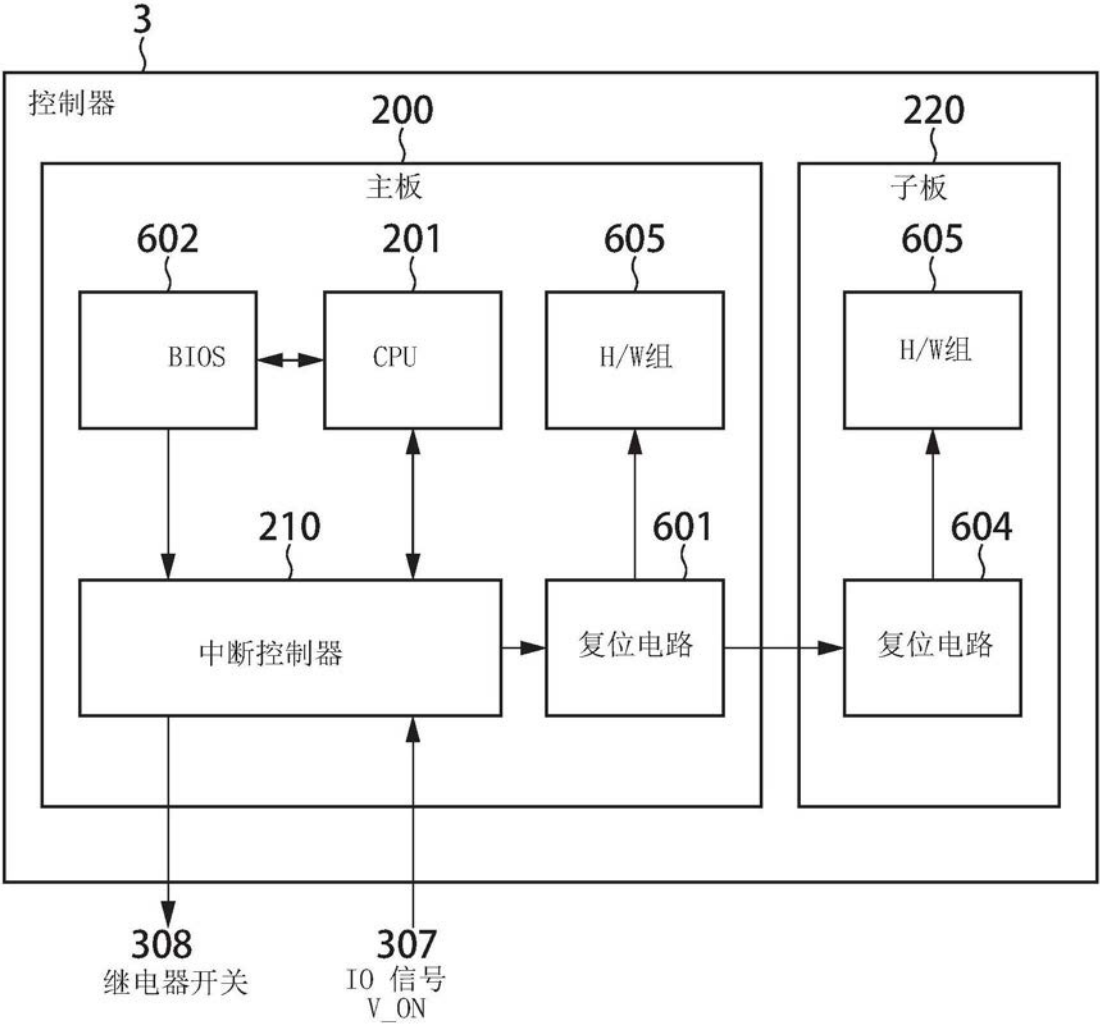 3
控制器
200
220
主板
子板
602
201
605
605
BIOS
CPU
H/W组
H/W组
210
601
604
中断控制器
复位电路
复位电路
308
307
继电器开关
IO 信号
V_ON